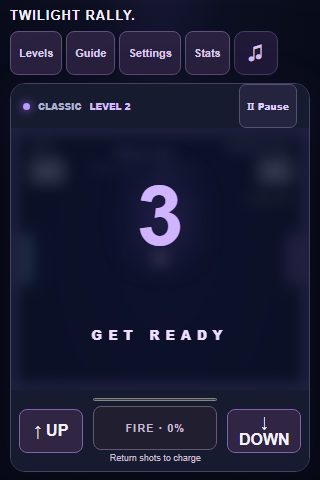 TWILIGHT RALLY.
Levels Guide Settings Stats
CLASSIC LEVEL 2 II Pause
3
GET READY
↑ UP
FIRE · 0%
↓ DOWN
Return shots to charge